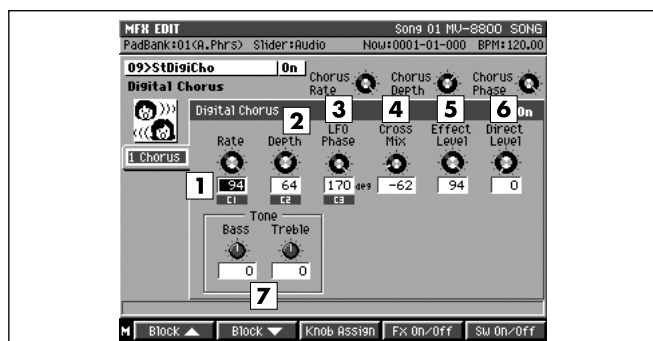 MFX EDIT Song 01 MV-8800 SONG
PadBank:01(A.Phrs) Slider:Audio Now:0001-01-000 BPM:120.00
09>StDigiCho On
Digital Chorus
Chorus Rate
Chorus Depth
Chorus Phase
Digital Chorus On
1 Chorus
2 3 4 5 6
Rate Depth LFO Phase Cross Mix Effect Level Direct Level
1 94 64 170 deg -62 94 0
C1 C2 C3
Tone
Bass Treble
0 0
7
M Block ▲ Block ▼ Knob Assign Fx On/Off Sw On/Off